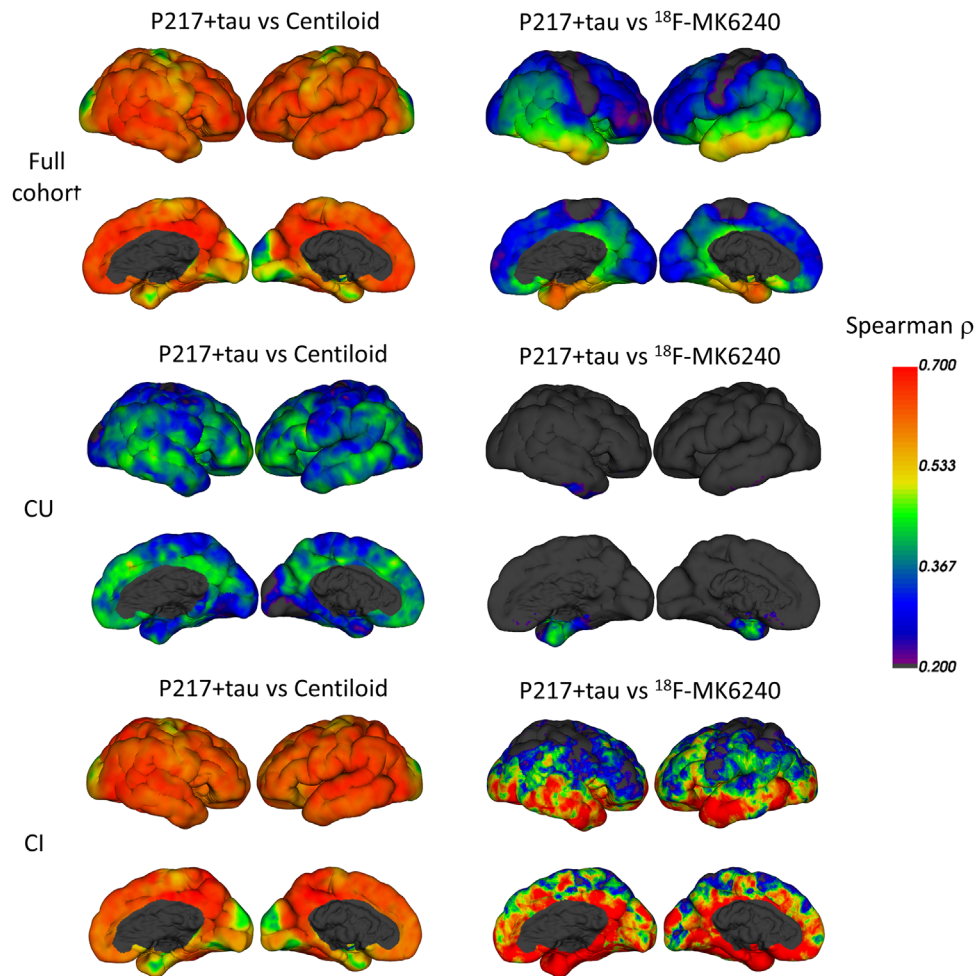 P217+tau vs Centiloid
P217+tau vs ¹⁸F-MK6240
Full
cohort
Spearman ρ
0.700
0.533
0.367
0.200
P217+tau vs Centiloid
P217+tau vs ¹⁸F-MK6240
CU
P217+tau vs Centiloid
P217+tau vs ¹⁸F-MK6240
CI